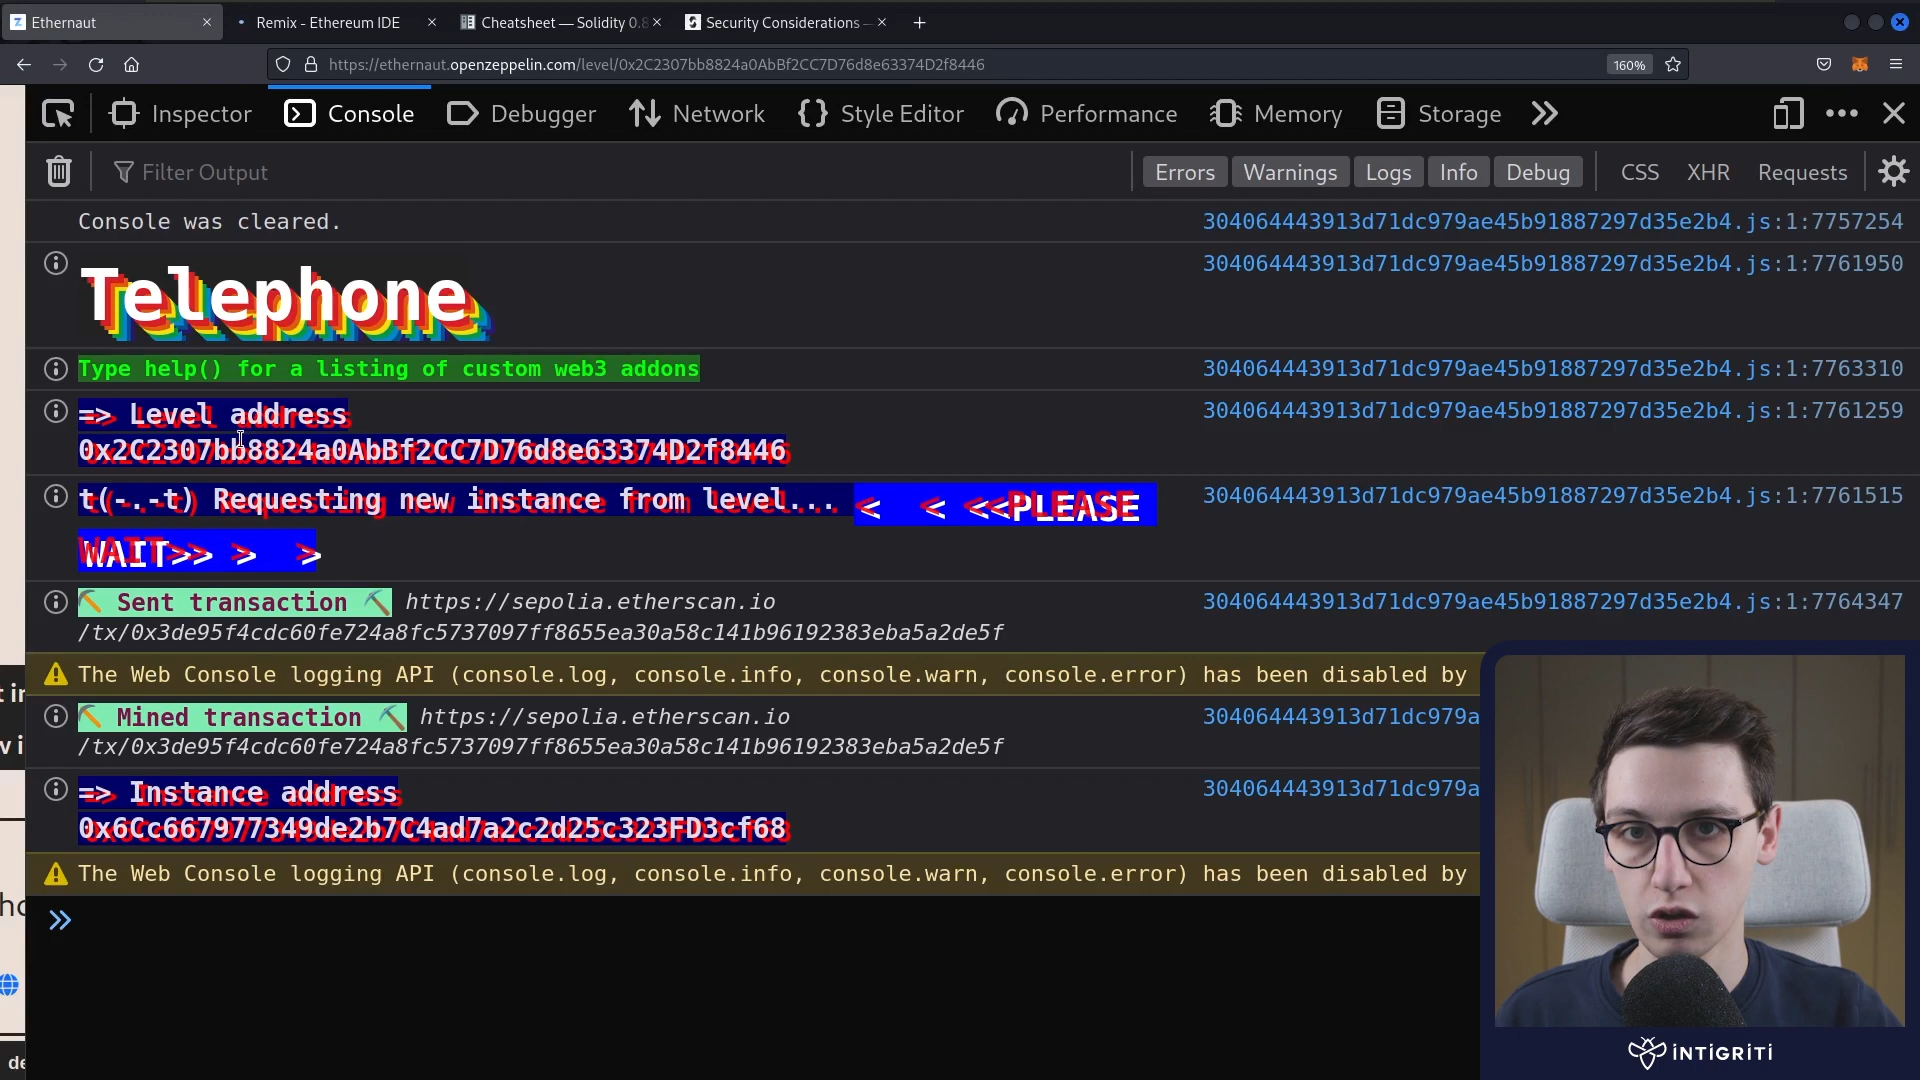 Ethernaut
Remix - Ethereum IDE
Cheatsheet — Solidity 0.8
Security Considerations —
https://ethernaut.openzeppelin.com/level/0x2C2307bb8824a0AbBf2CC7D76d8e63374D2f8446
160%
Inspector
Console
Debugger
Network
Style Editor
Performance
Memory
Storage
Filter Output
Errors
Warnings
Logs
Info
Debug
CSS
XHR
Requests
Console was cleared.
304064443913d71dc979ae45b91887297d35e2b4.js:1:7757254
Telephone
304064443913d71dc979ae45b91887297d35e2b4.js:1:7761950
Type help() for a listing of custom web3 addons
304064443913d71dc979ae45b91887297d35e2b4.js:1:7763310
=> Level address
304064443913d71dc979ae45b91887297d35e2b4.js:1:7761259
0x2C2307bb8824a0AbBf2CC7D76d8e63374D2f8446
t(-.-t) Requesting new instance from level... < < <<PLEASE
304064443913d71dc979ae45b91887297d35e2b4.js:1:7761515
WAIT>> > >
Sent transaction https://sepolia.etherscan.io
304064443913d71dc979ae45b91887297d35e2b4.js:1:7764347
/tx/0x3de95f4cdc60fe724a8fc5737097ff8655ea30a58c141b96192383eba5a2de5f
The Web Console logging API (console.log, console.info, console.warn, console.error) has been disabled by
Mined transaction https://sepolia.etherscan.io
304064443913d71dc979a
/tx/0x3de95f4cdc60fe724a8fc5737097ff8655ea30a58c141b96192383eba5a2de5f
=> Instance address
304064443913d71dc979a
0x6Cc667977349de2b7C4ad7a2c2d25c323FD3cf68
The Web Console logging API (console.log, console.info, console.warn, console.error) has been disabled by
INTIGRITI